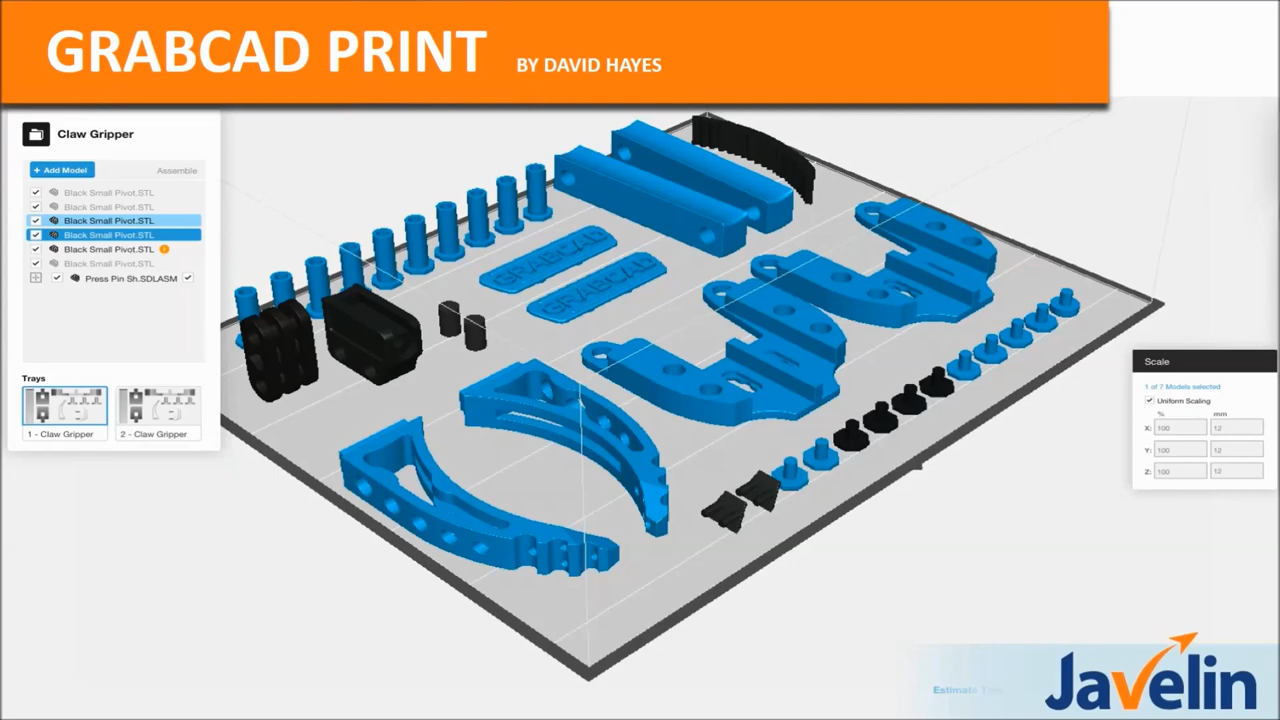 GRABCAD PRINT BY DAVID HAYES
Claw Gripper
+ Add Model Assemble
Black Small Pivot.STL
Black Small Pivot.STL
Black Small Pivot.STL
Black Small Pivot.STL
Black Small Pivot.STL !
Black Small Pivot.STL
Press Pin Sh.SDLASM
Trays
1 - Claw Gripper 2 - Claw Gripper
GRABCAD
GRABCAD
Scale
1 of 7 Models selected
Uniform Scaling
% mm
X: 100 12
Y: 100 12
Z: 100 12
Estimate
Javelin